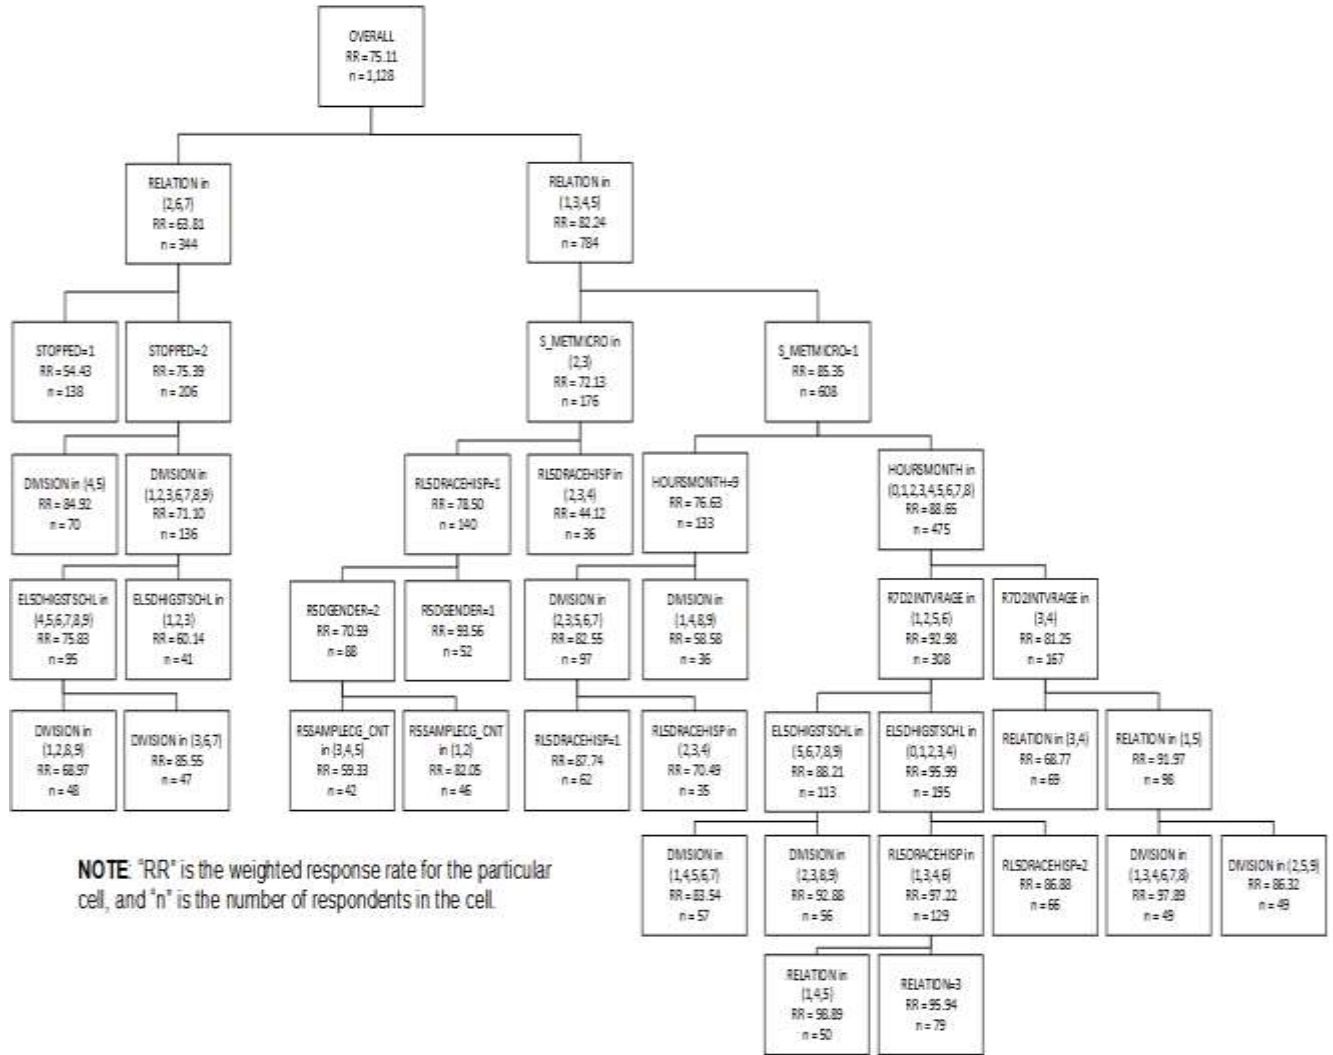 OVERALL
RR = 75.11
n = 1,128
RELATION in
(2,6,7)
RR = 63.81
n = 344
RELATION in
(1,3,4,5)
RR = 82.24
n = 784
STOPPED=1
RR = 54.43
n = 138
STOPPED=2
RR = 75.39
n = 206
S_METMICRO in
(2,3)
RR = 72.13
n = 176
S_METMICRO=1
RR = 85.35
n = 608
DIVISION in (4,5)
RR = 84.92
n = 70
DIVISION in
(1,2,3,6,7,8,9)
RR = 71.10
n = 136
RL5DRACEHISP=1
RR = 78.50
n = 140
RL5DRACEHISP in
(2,3,4)
RR = 44.12
n = 36
HOURSMONTH=9
RR = 76.63
n = 133
HOURSMONTH in
(0,1,2,3,4,5,6,7,8)
RR = 88.65
n = 475
EL5DHIGSTSCHL in
(4,5,6,7,8,9)
RR = 75.83
n = 95
EL5DHIGSTSCHL in
(1,2,3)
RR = 60.14
n = 41
R5DGENDER=2
RR = 70.59
n = 88
R5DGENDER=1
RR = 93.56
n = 52
DIVISION in
(2,3,5,6,7)
RR = 82.55
n = 97
DIVISION in
(1,4,8,9)
RR = 58.58
n = 36
R7D2INTVRAGE in
(1,2,5,6)
RR = 92.98
n = 308
R7D2INTVRAGE in
(3,4)
RR = 81.25
n = 167
DIVISION in
(1,2,8,9)
RR = 68.97
n = 48
DIVISION in (3,6,7)
RR = 85.55
n = 47
RSSAMPLECG_CNT
in (3,4,5)
RR = 59.33
n = 42
RSSAMPLECG_CNT
in (1,2)
RR = 82.05
n = 46
RL5DRACEHISP=1
RR = 87.74
n = 62
RL5DRACEHISP in
(2,3,4)
RR = 70.49
n = 35
EL5DHIGSTSCHL in
(5,6,7,8,9)
RR = 88.21
n = 113
EL5DHIGSTSCHL in
(0,1,2,3,4)
RR = 95.99
n = 195
RELATION in (3,4)
RR = 68.77
n = 69
RELATION in (1,5)
RR = 91.97
n = 98
DIVISION in
(1,4,5,6,7)
RR = 83.54
n = 57
DIVISION in
(2,3,8,9)
RR = 92.88
n = 56
RL5DRACEHISP in
(1,3,4,6)
RR = 97.22
n = 129
RL5DRACEHISP=2
RR = 86.88
n = 66
DIVISION in
(1,3,4,6,7,8)
RR = 97.89
n = 49
DIVISION in (2,5,9)
RR = 86.32
n = 49
NOTE: "RR" is the weighted response rate for the particular
cell, and "n" is the number of respondents in the cell.
RELATION in
(1,4,5)
RR = 98.89
n = 50
RELATION=3
RR = 95.94
n = 79